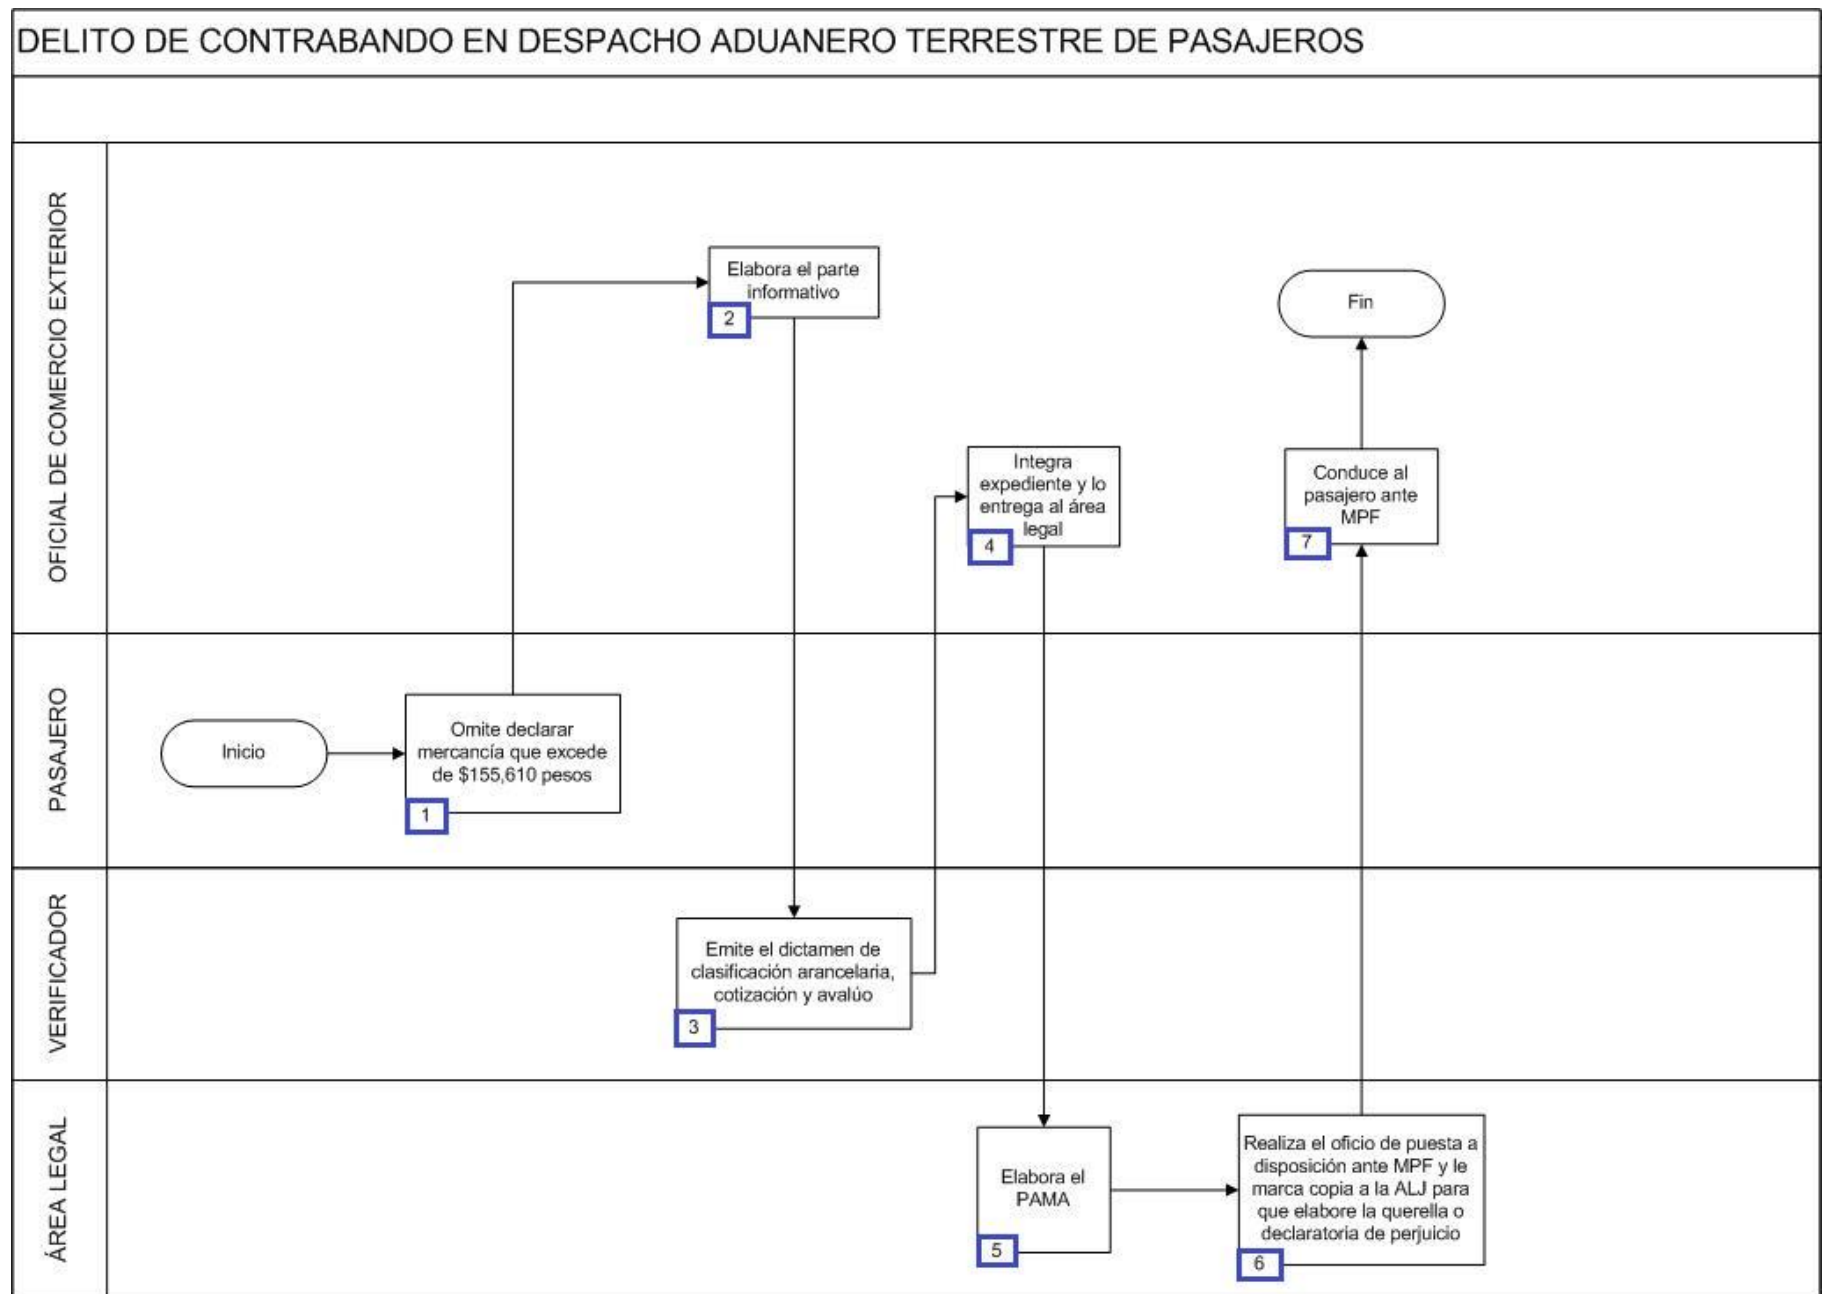 DELITO DE CONTRABANDO EN DESPACHO ADUANERO TERRESTRE DE PASAJEROS
OFICIAL DE COMERCIO EXTERIOR
Elabora el parte
informativo
2
Integra
expediente y lo
entrega al área
legal
4
Fin
Conduce al
pasajero ante
MPF
7
PASAJERO
Inicio
Omite declarar
mercancía que excede
de $155,610 pesos
1
VERIFICADOR
Emite el dictamen de
clasificación arancelaria,
cotización y avalúo
3
ÁREA LEGAL
Elabora el
PAMA
5
Realiza el oficio de puesta a
disposición ante MPF y le
marca copia a la ALJ para
que elabore la querella o
declaratoria de perjuicio
6